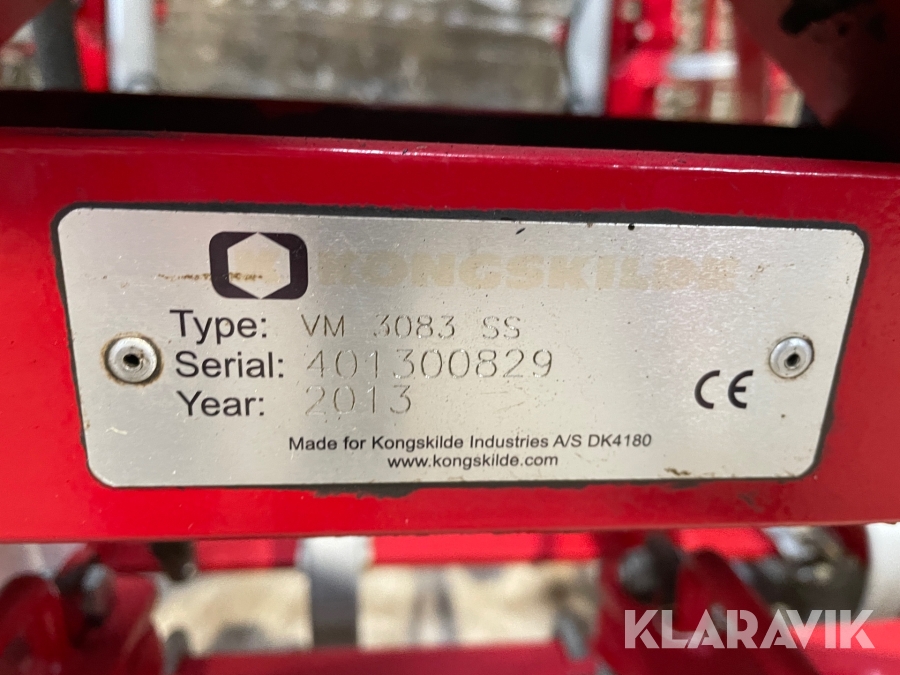 KONGSKILDE
Type: VM 3083 SS
Serial: 401300829
Year: 2013
CE
Made for Kongskilde Industries A/S DK4180
www.kongskilde.com
KLARAVIK